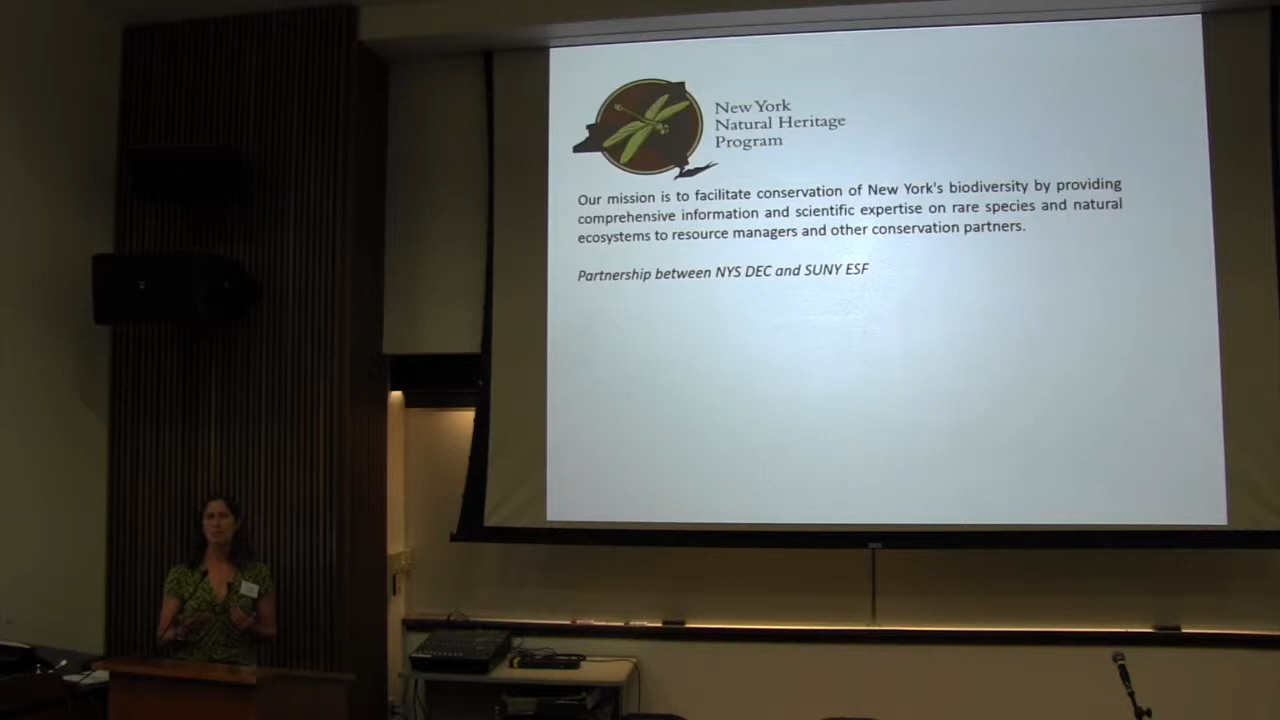 New York
Natural Heritage
Program
Our mission is to facilitate conservation of New York's biodiversity by providing
comprehensive information and scientific expertise on rare species and natural
ecosystems to resource managers and other conservation partners.
Partnership between NYS DEC and SUNY ESF